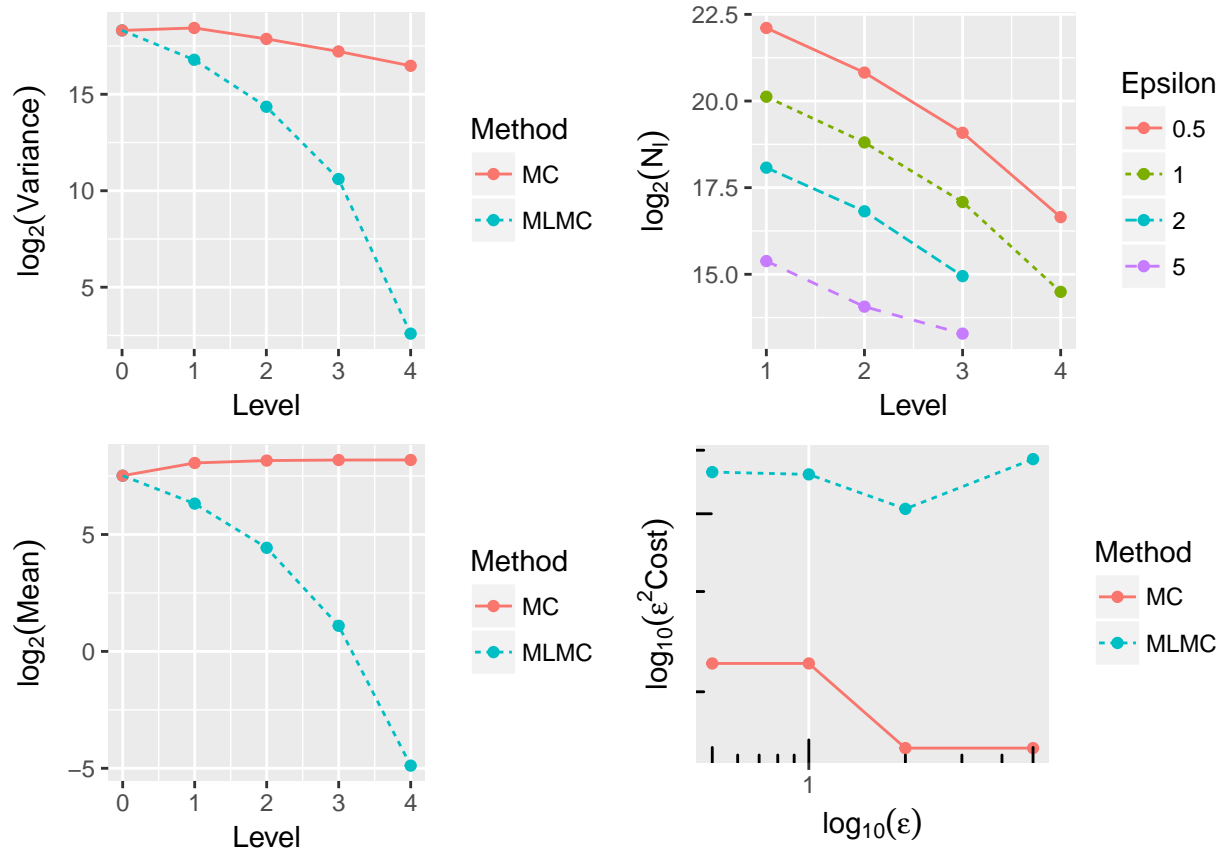 log₂(Variance)
15
10
5
0 1 2 3 4
Level
Method
MC
MLMC
log₂(Nₗ)
22.5
20.0
17.5
15.0
1 2 3 4
Level
Epsilon
0.5
1
2
5
log₂(Mean)
5
0
−5
0 1 2 3 4
Level
Method
MC
MLMC
log₁₀(ε²Cost)
1
log₁₀(ε)
Method
MC
MLMC